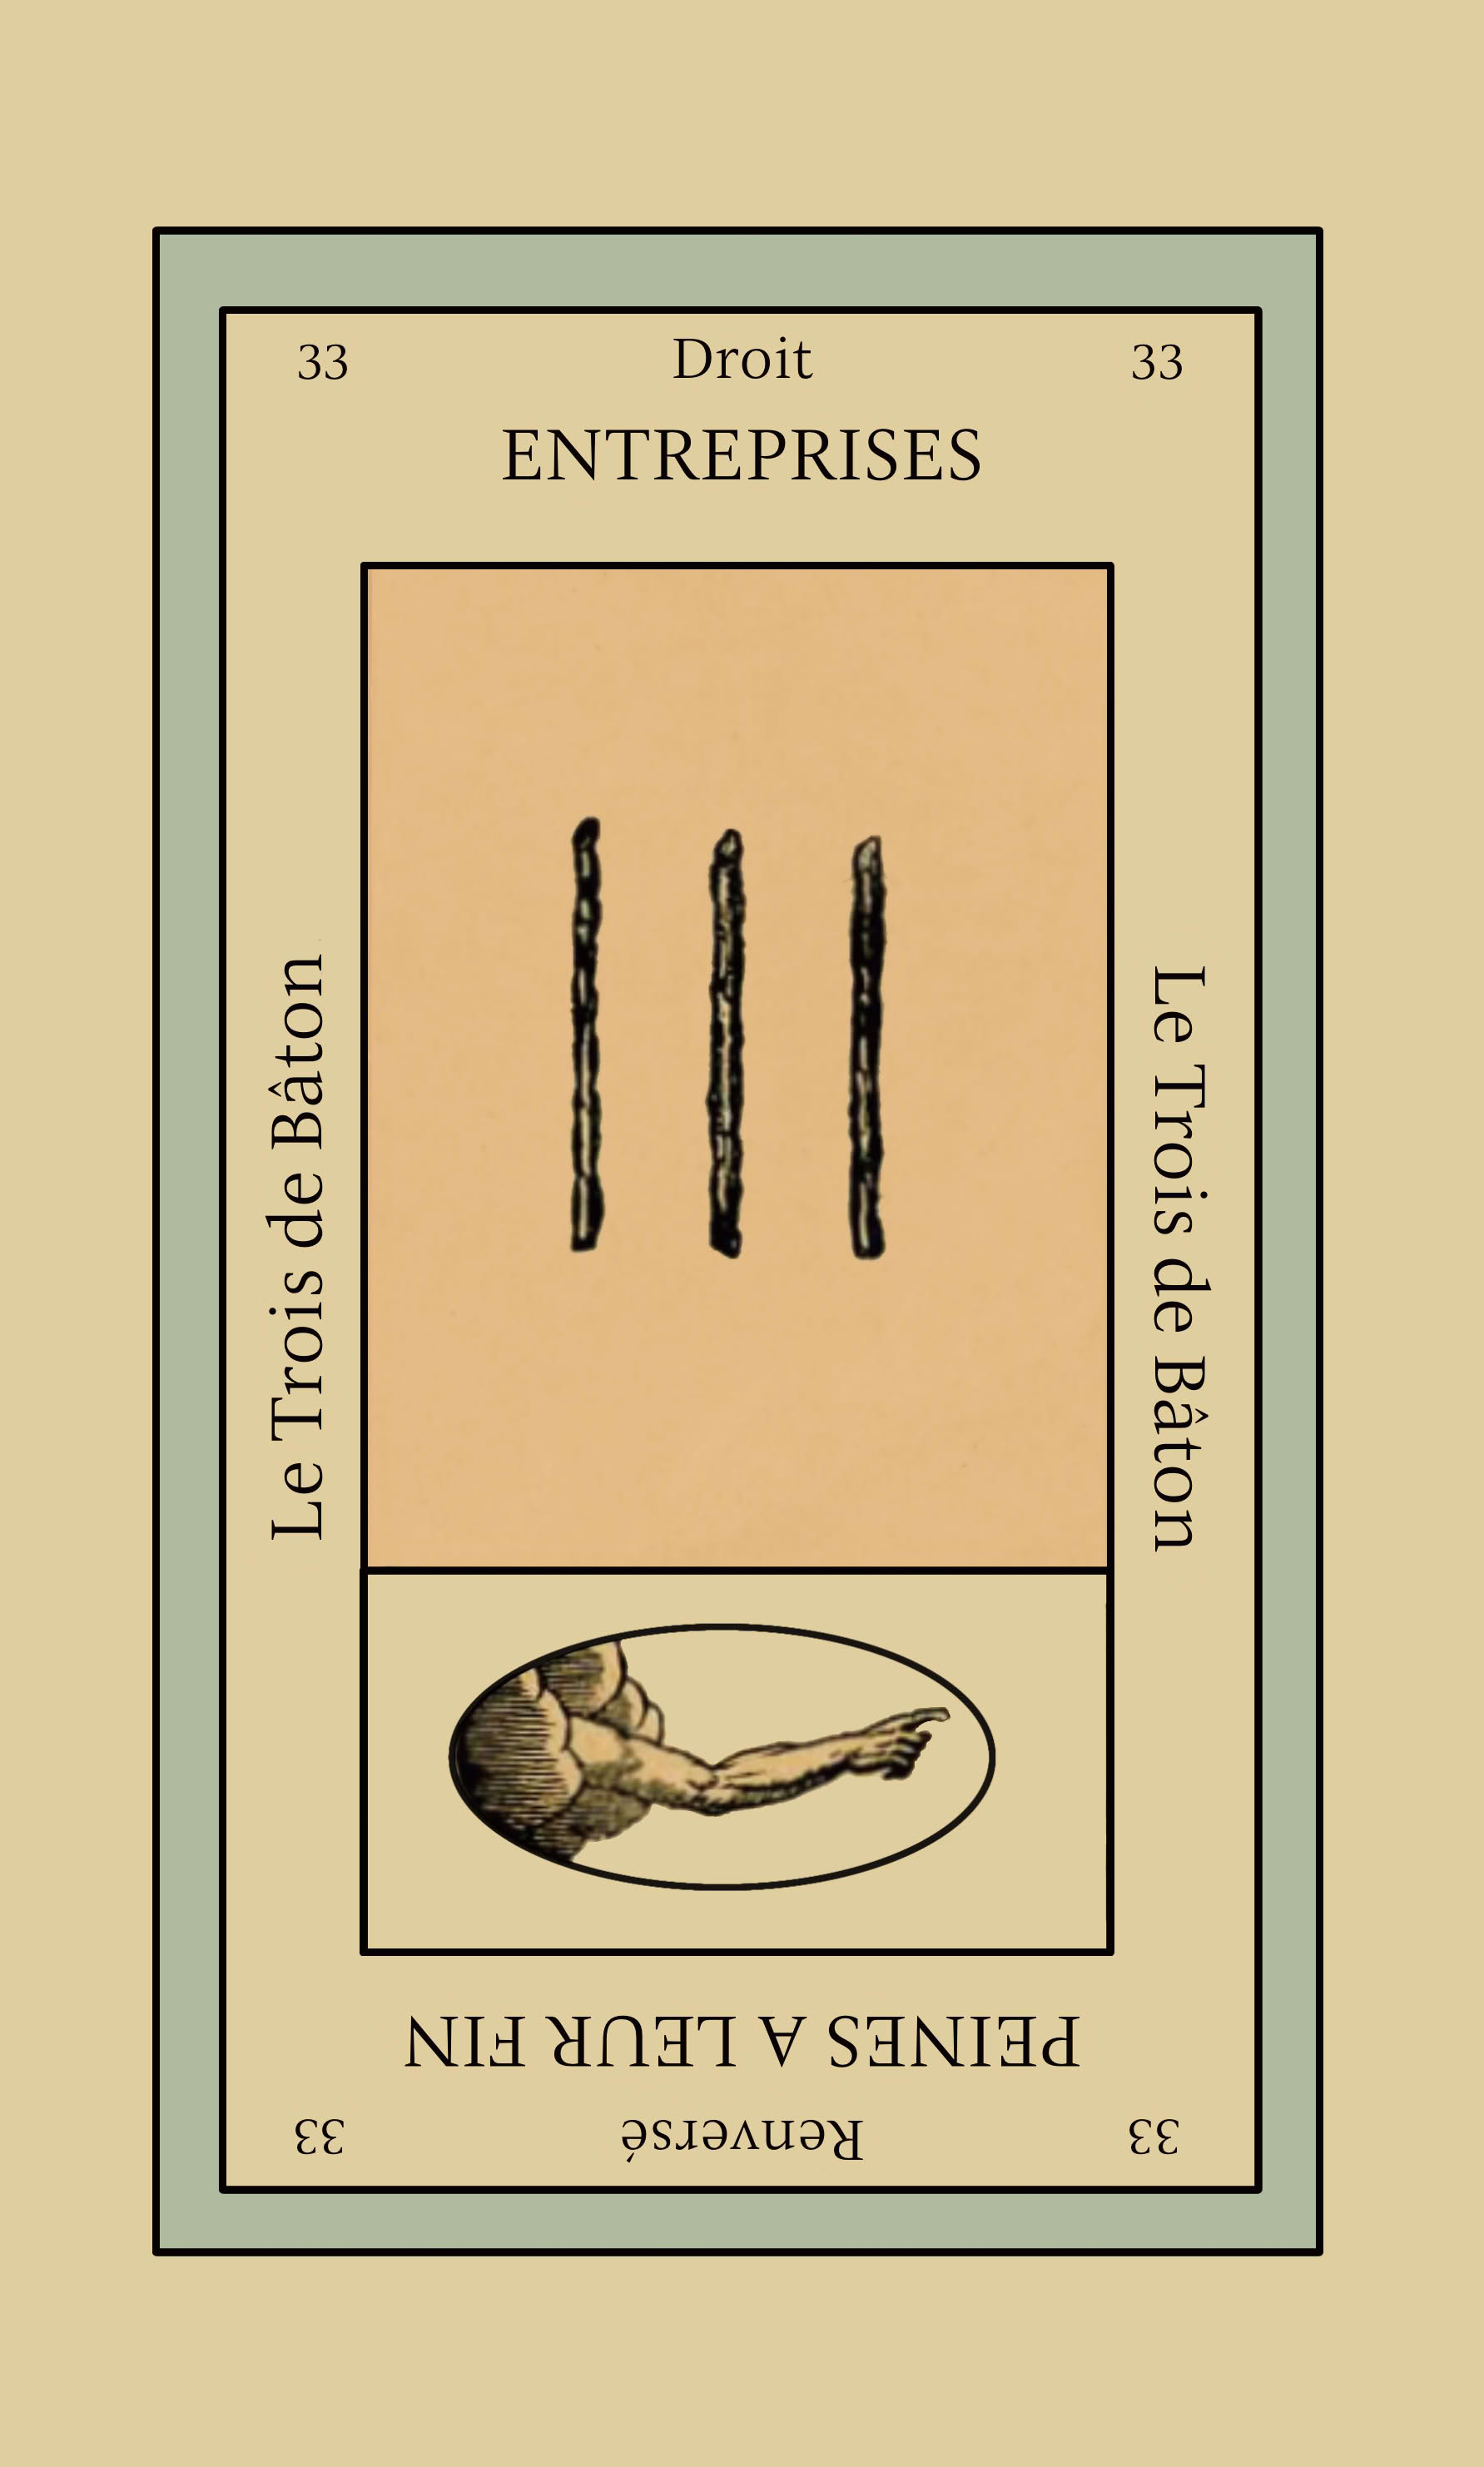 33 Droit 33
ENTREPRISES
Le Trois de Bâton
Le Trois de Bâton
PEINES A LEUR FIN
33 Renversé 33